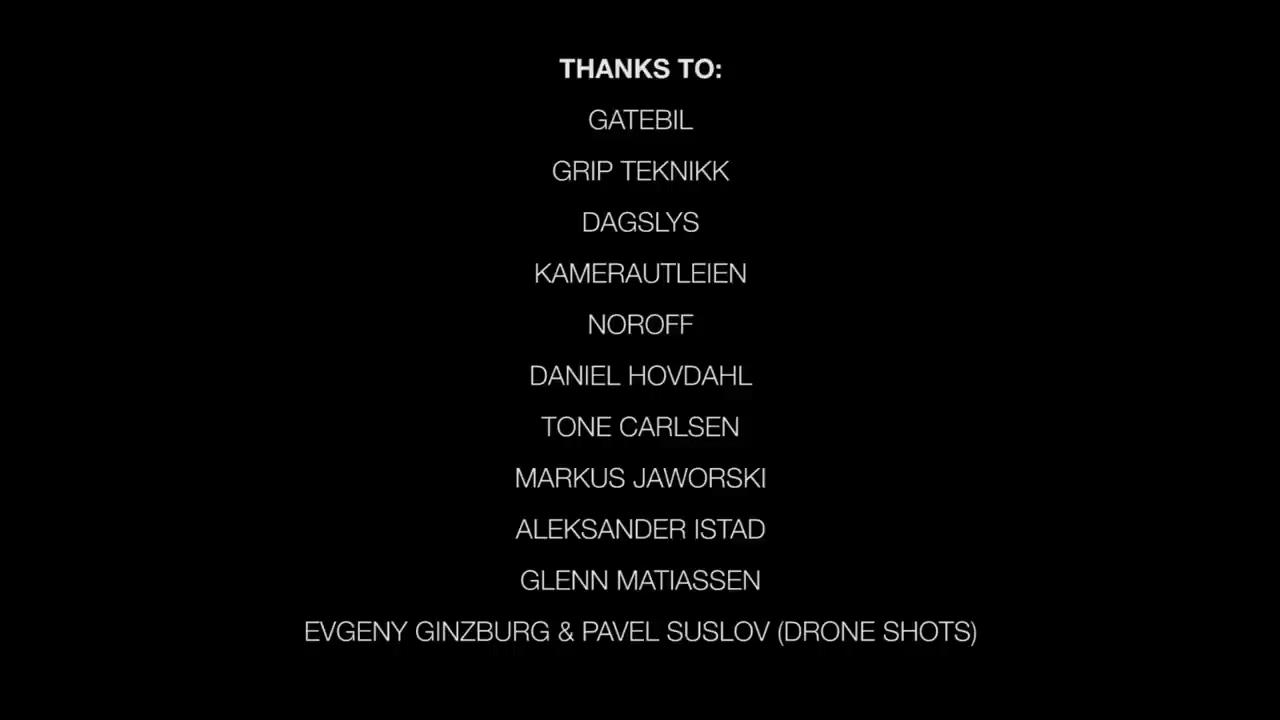 THANKS TO:
GATEBIL
GRIP TEKNIKK
DAGSLYS
KAMERAUTLEIEN
NOROFF
DANIEL HOVDAHL
TONE CARLSEN
MARKUS JAWORSKI
ALEKSANDER ISTAD
GLENN MATIASSEN
EVGENY GINZBURG & PAVEL SUSLOV (DRONE SHOTS)